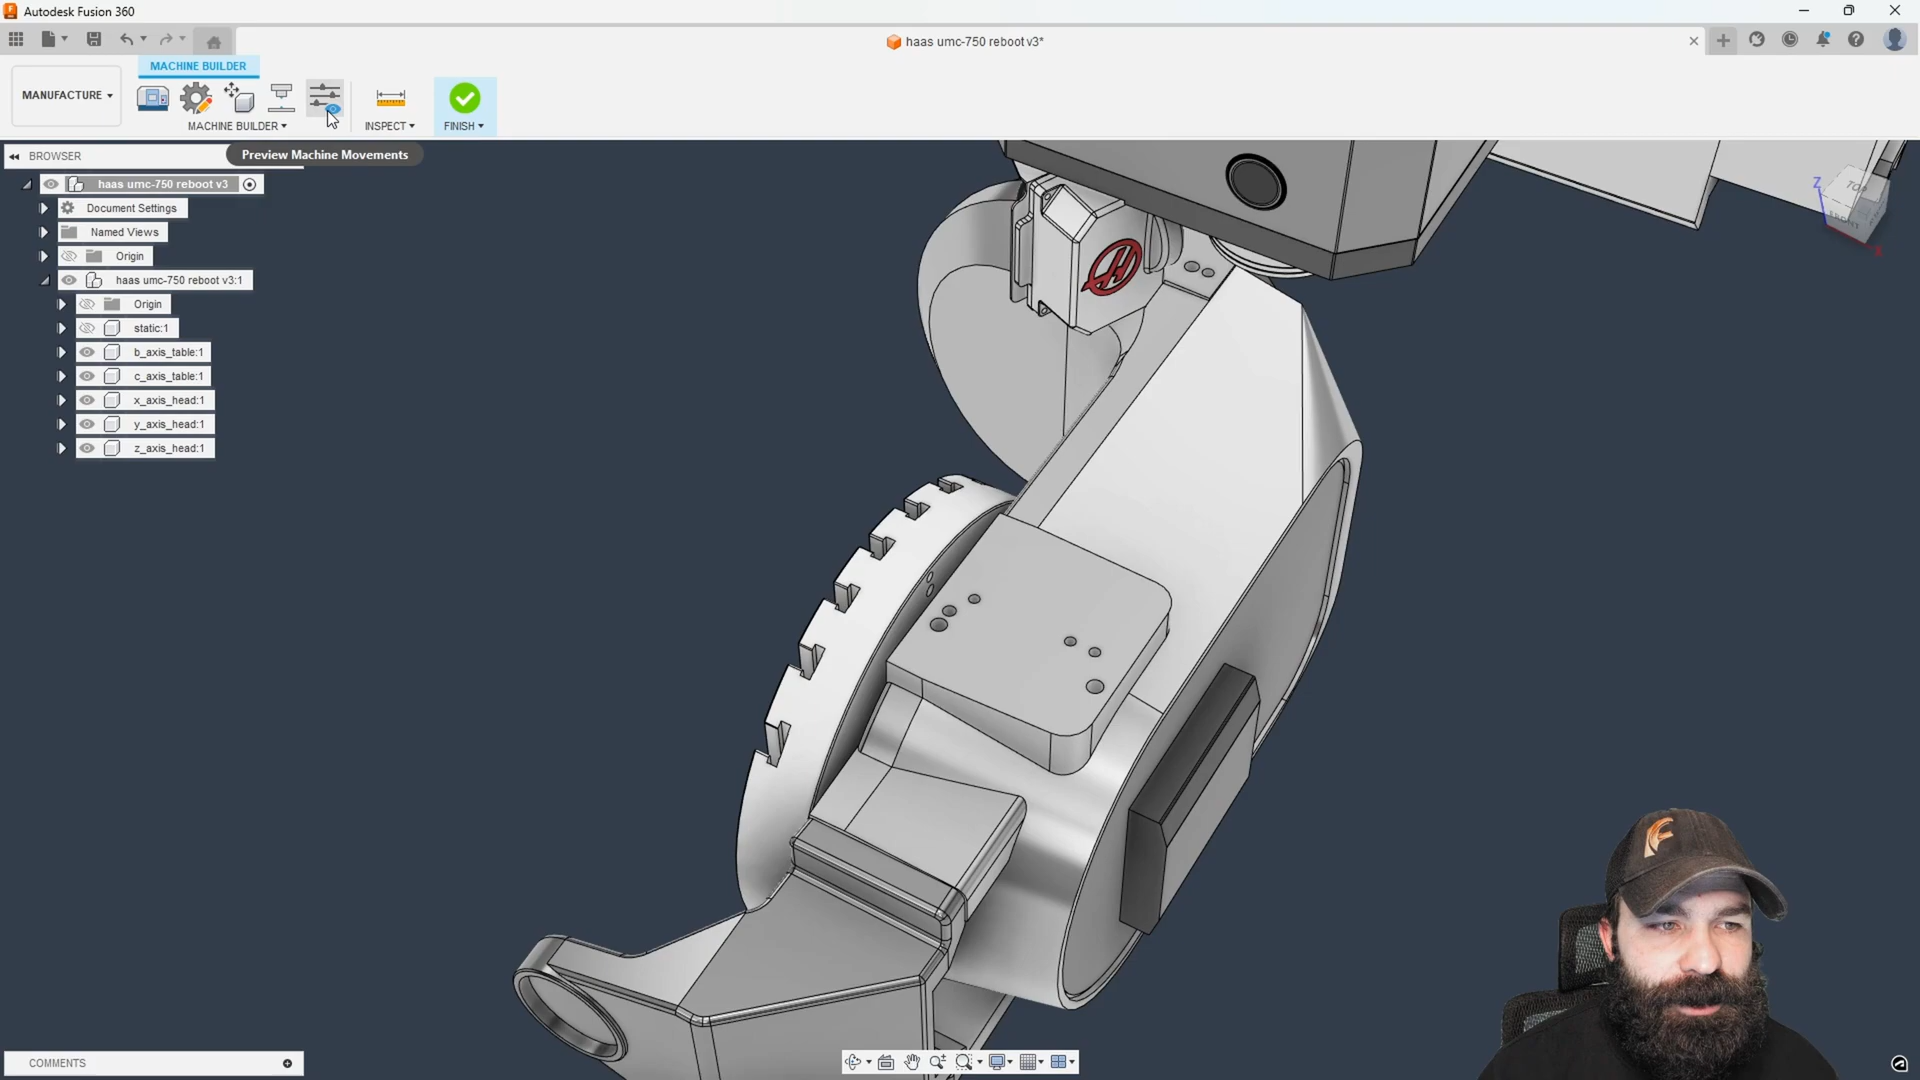 Autodesk Fusion 360
haas umc-750 reboot v3*
MANUFACTURE
MACHINE BUILDER
MACHINE BUILDER
INSPECT
FINISH
BROWSER
Preview Machine Movements
haas umc-750 reboot v3
Document Settings
Named Views
Origin
haas umc-750 reboot v3:1
Origin
static:1
b_axis_table:1
c_axis_table:1
x_axis_head:1
y_axis_head:1
z_axis_head:1
Z
TOP
FRONT
X
COMMENTS